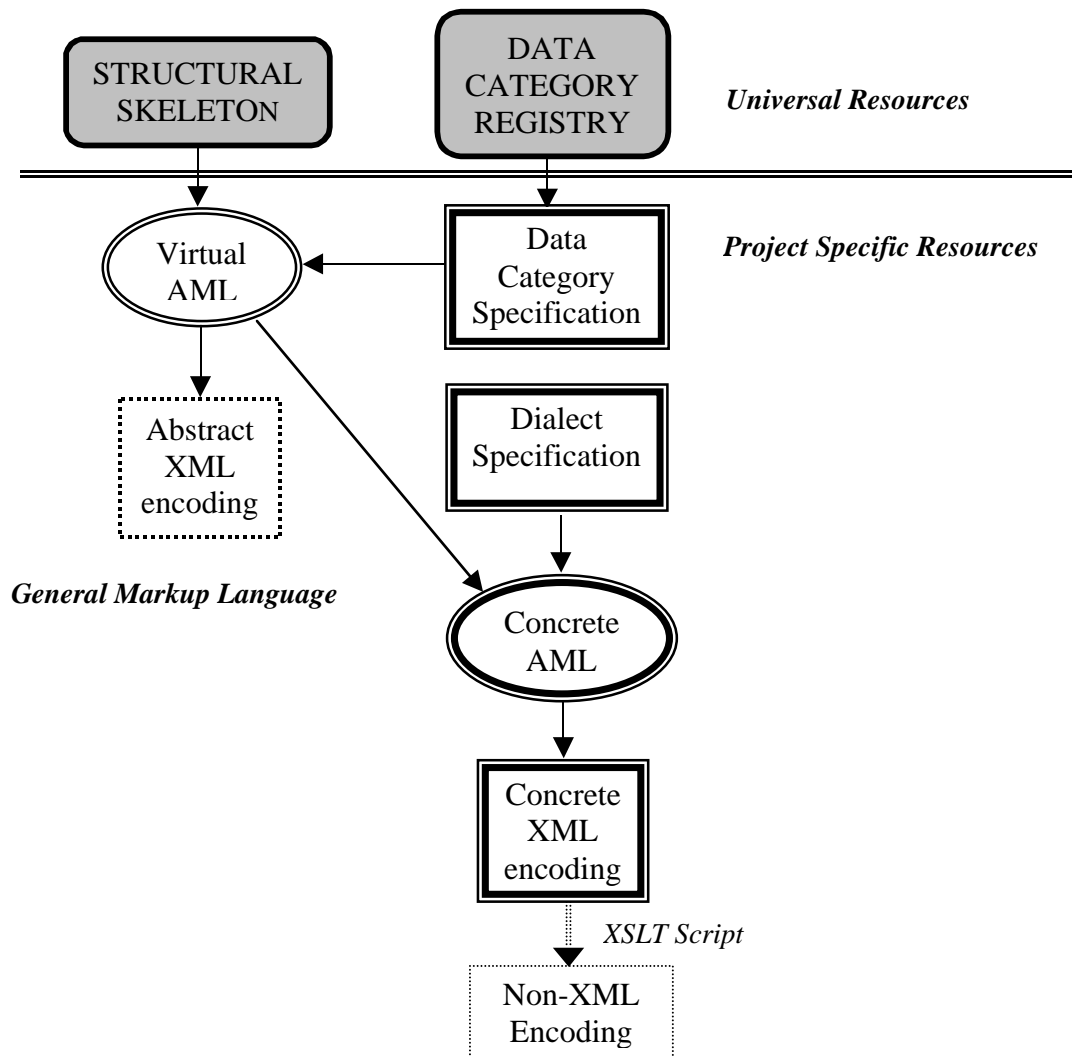 STRUCTURAL
SKELETON
DATA
CATEGORY
REGISTRY
Universal Resources
Virtual
AML
Data
Category
Specification
Project Specific Resources
Abstract
XML
encoding
Dialect
Specification
General Markup Language
Concrete
AML
Concrete
XML
encoding
XSLT Script
Non-XML
Encoding